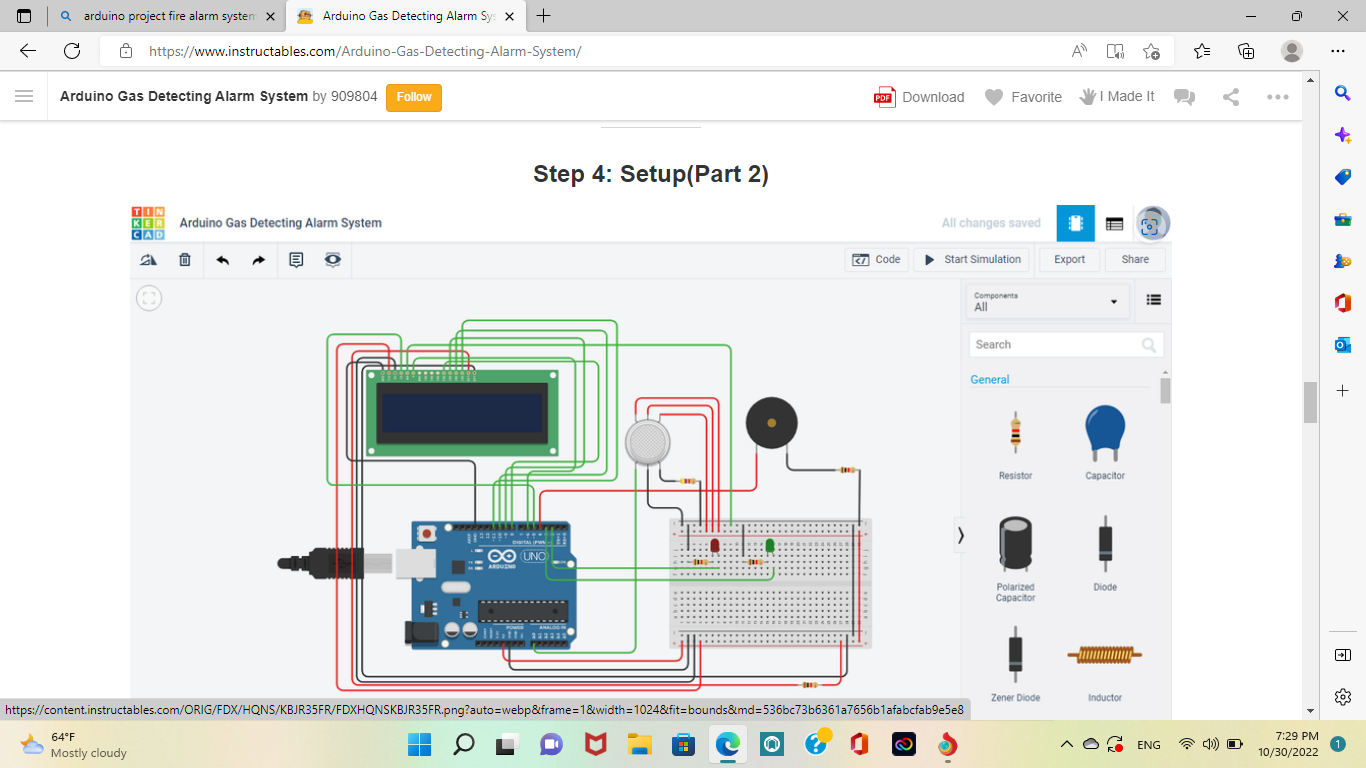 arduino project fire alarm system
Arduino Gas Detecting Alarm Sys
https://www.instructables.com/Arduino-Gas-Detecting-Alarm-System/
Arduino Gas Detecting Alarm System by 909804
Follow
PDF
Download
Favorite
I Made It
Step 4: Setup(Part 2)
TINKERCAD
Arduino Gas Detecting Alarm System
All changes saved
Code
Start Simulation
Export
Share
Components
All
Search
General
Resistor
Capacitor
Polarized
Capacitor
Diode
Zener Diode
Inductor
DIGITAL (PWM
UNO
ARDUINO
POWER
ANALOG IN
https://content.instructables.com/ORIG/FDX/HQNS/KBJR35FR/FDXHQNSKBJR35FR.png?auto=webp&frame=1&width=1024&fit=bounds&md=536bc73b6361a7656b1afabcfab9e5e8
64°F
Mostly cloudy
ENG
7:29 PM
10/30/2022
1